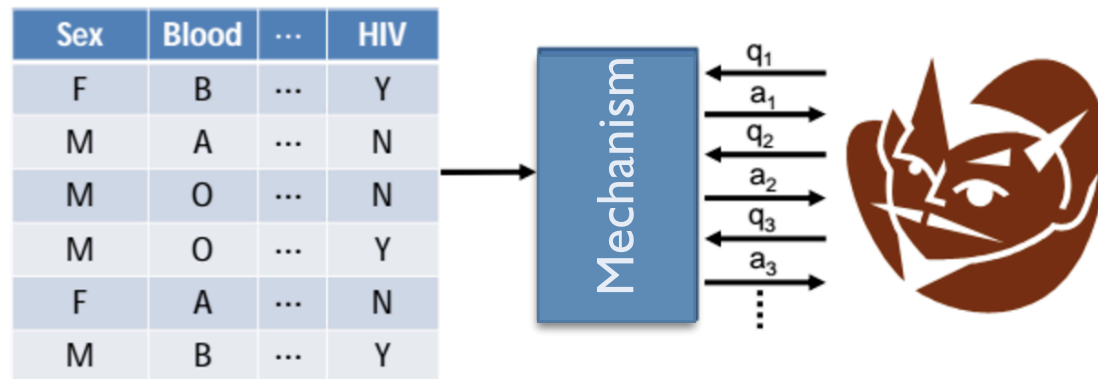 Sex Blood ... HIV
F B ... Y
M A ... N
M O ... N
M O ... Y
F A ... N
M B ... Y
Mechanism
q1
a1
q2
a2
q3
a3